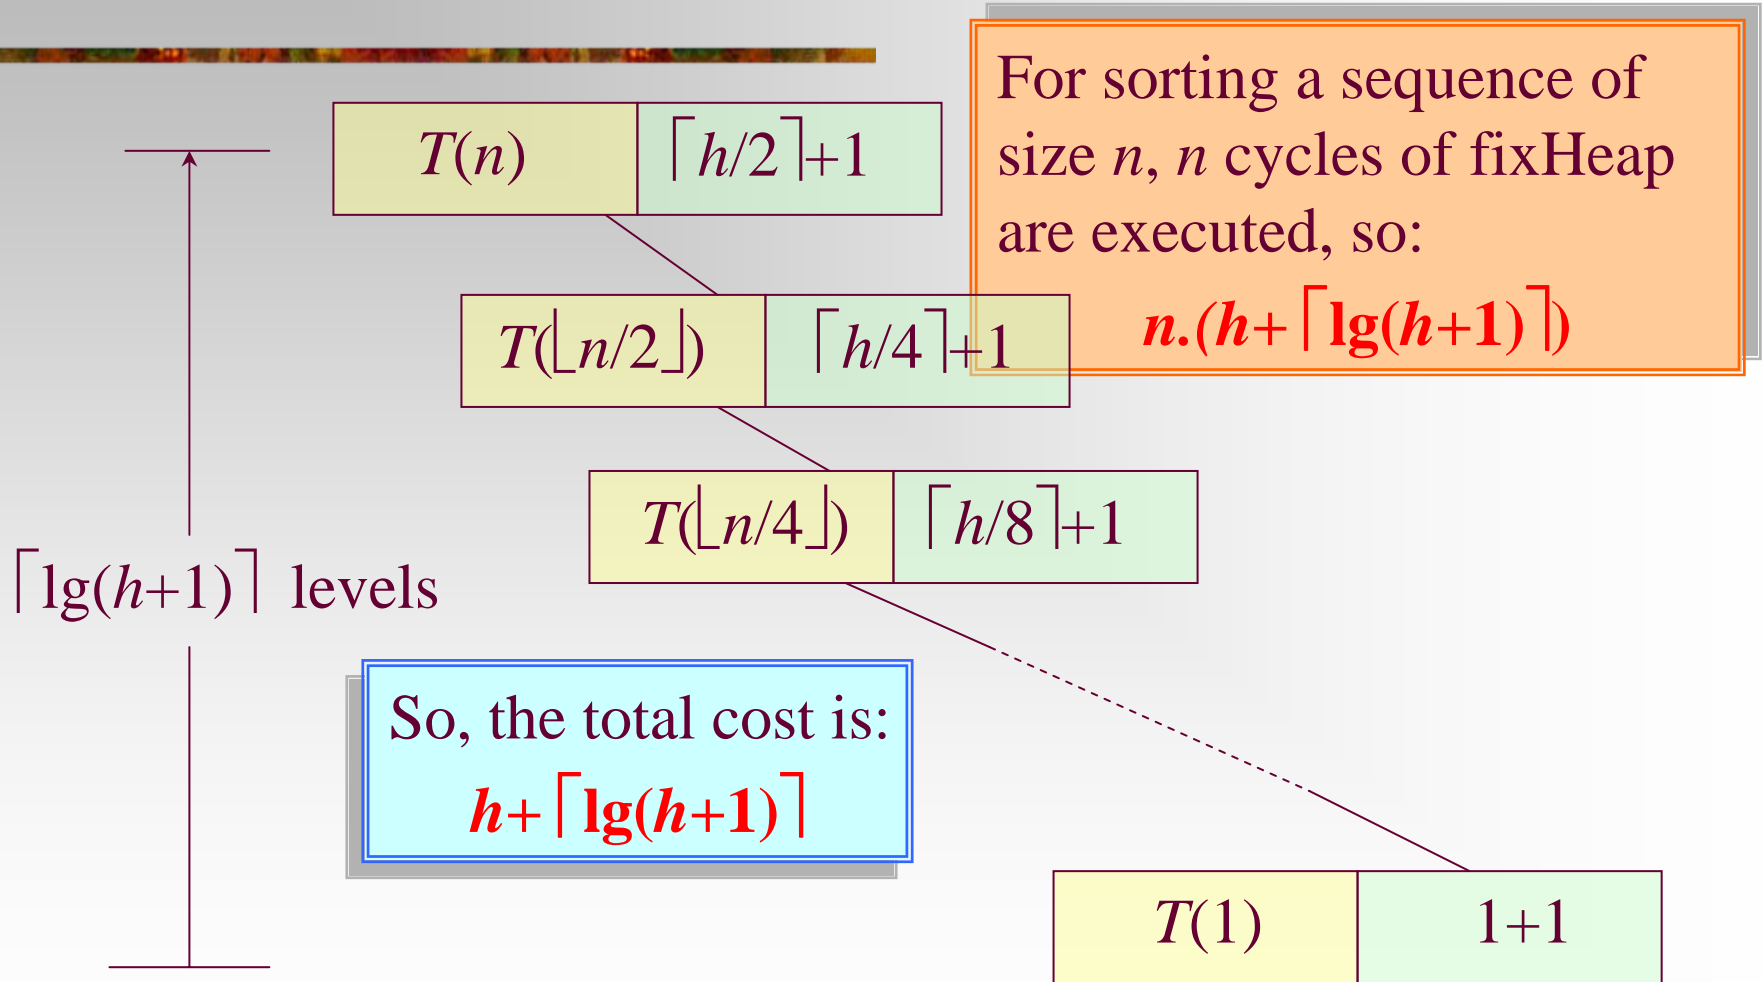 For sorting a sequence of
size n, n cycles of fixHeap
are executed, so:
n.(h+⌈lg(h+1)⌉)
T(n) ⌈h/2⌉+1
T(⌊n/2⌋) ⌈h/4⌉+1
T(⌊n/4⌋) ⌈h/8⌉+1
⌈lg(h+1)⌉ levels
So, the total cost is:
h+⌈lg(h+1)⌉
T(1) 1+1